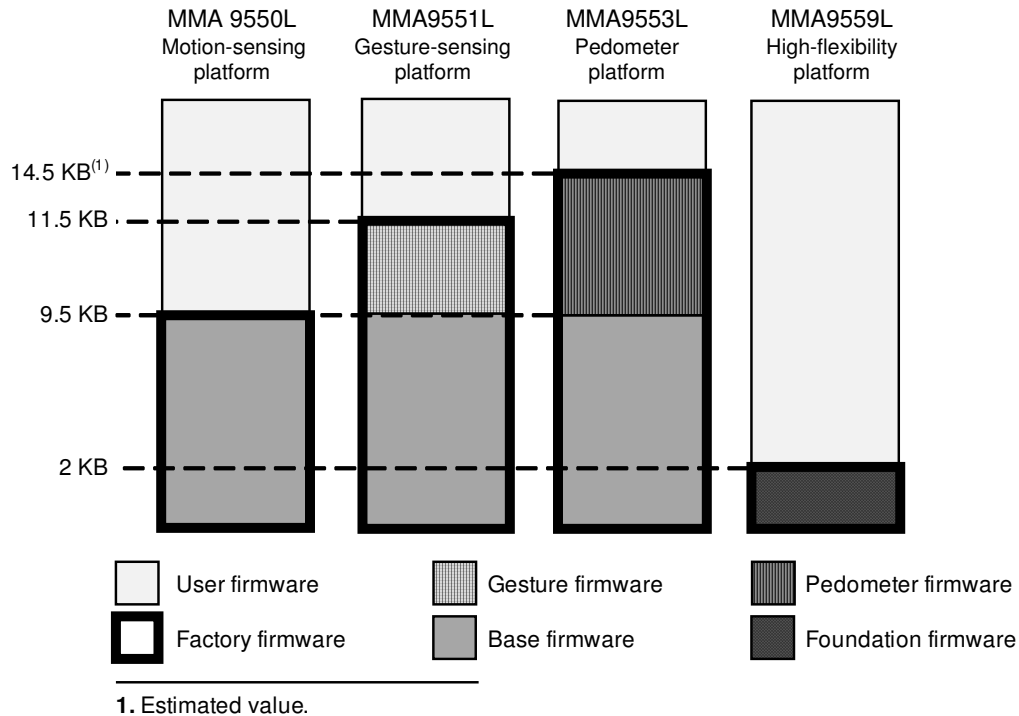 MMA 9550L
Motion-sensing
platform
MMA9551L
Gesture-sensing
platform
MMA9553L
Pedometer
platform
MMA9559L
High-flexibility
platform
14.5 KB(1)
11.5 KB
9.5 KB
2 KB
User firmware
Gesture firmware
Pedometer firmware
Factory firmware
Base firmware
Foundation firmware
1. Estimated value.